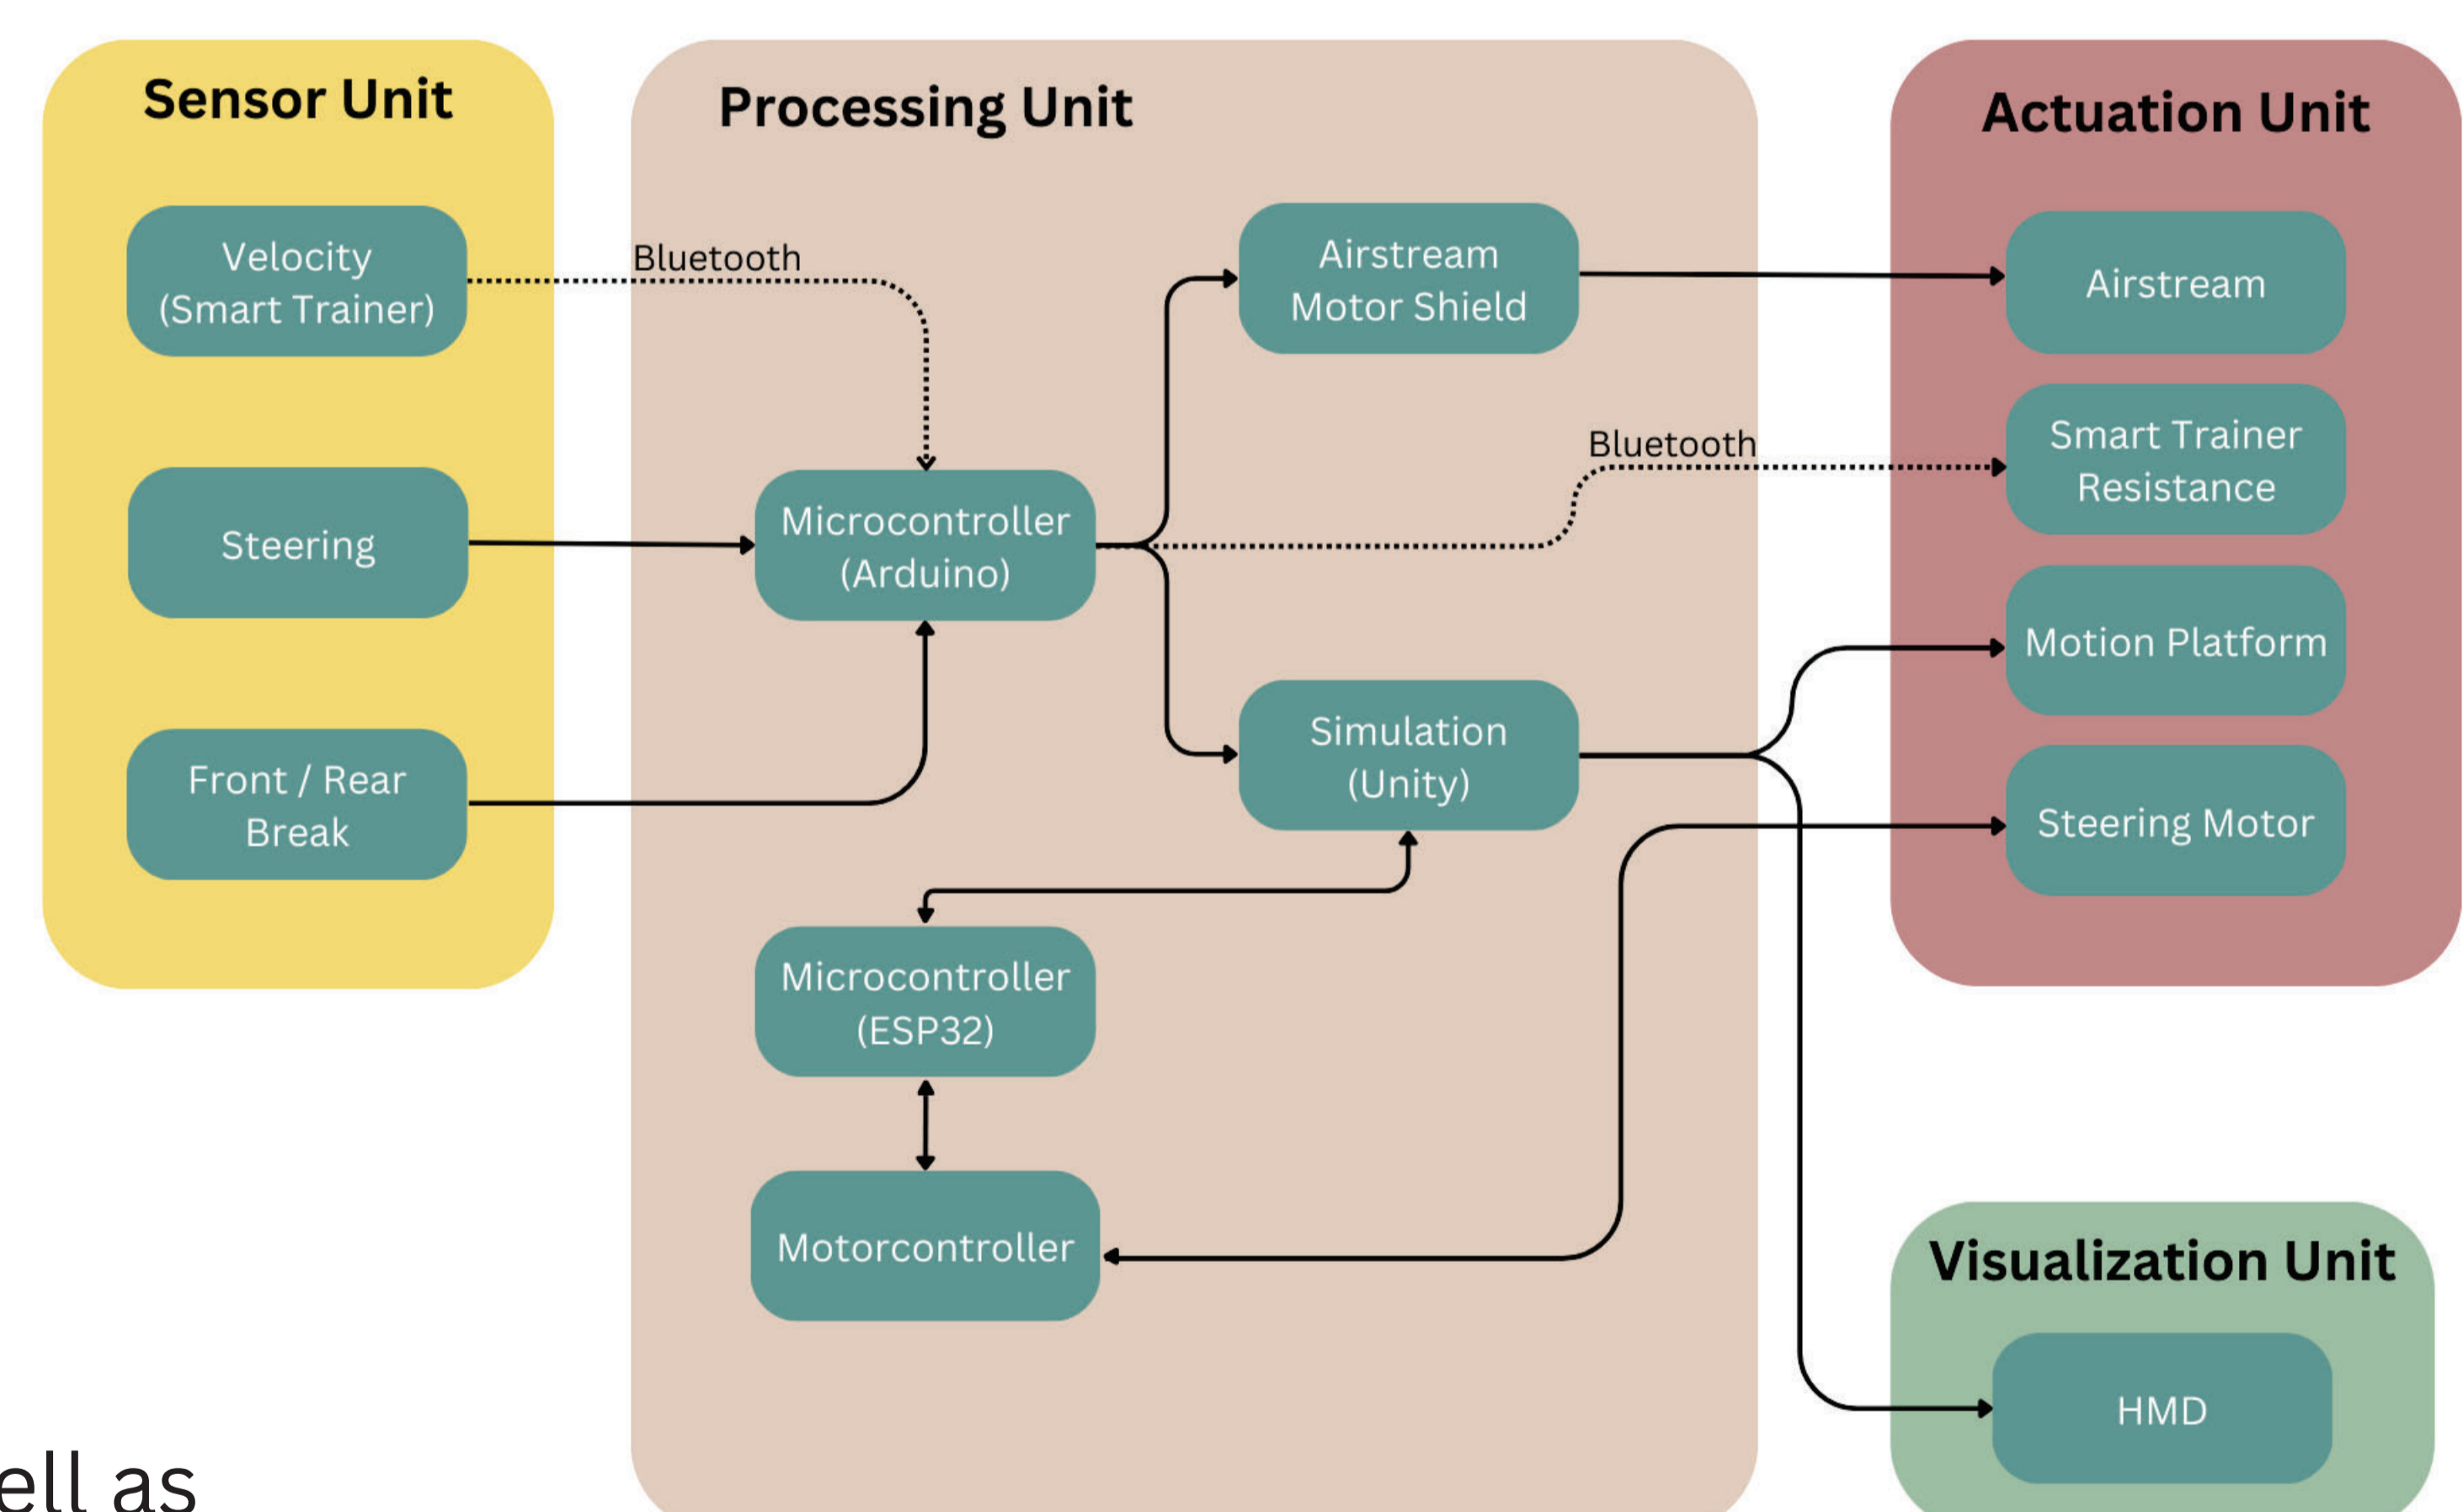 Sensor Unit
Velocity
(Smart Trainer)
Steering
Front / Rear
Break
Processing Unit
Bluetooth
Airstream
Motor Shield
Microcontroller
(Arduino)
Bluetooth
Simulation
(Unity)
Microcontroller
(ESP32)
Motorcontroller
Actuation Unit
Airstream
Smart Trainer
Resistance
Motion Platform
Steering Motor
Visualization Unit
HMD
ell as